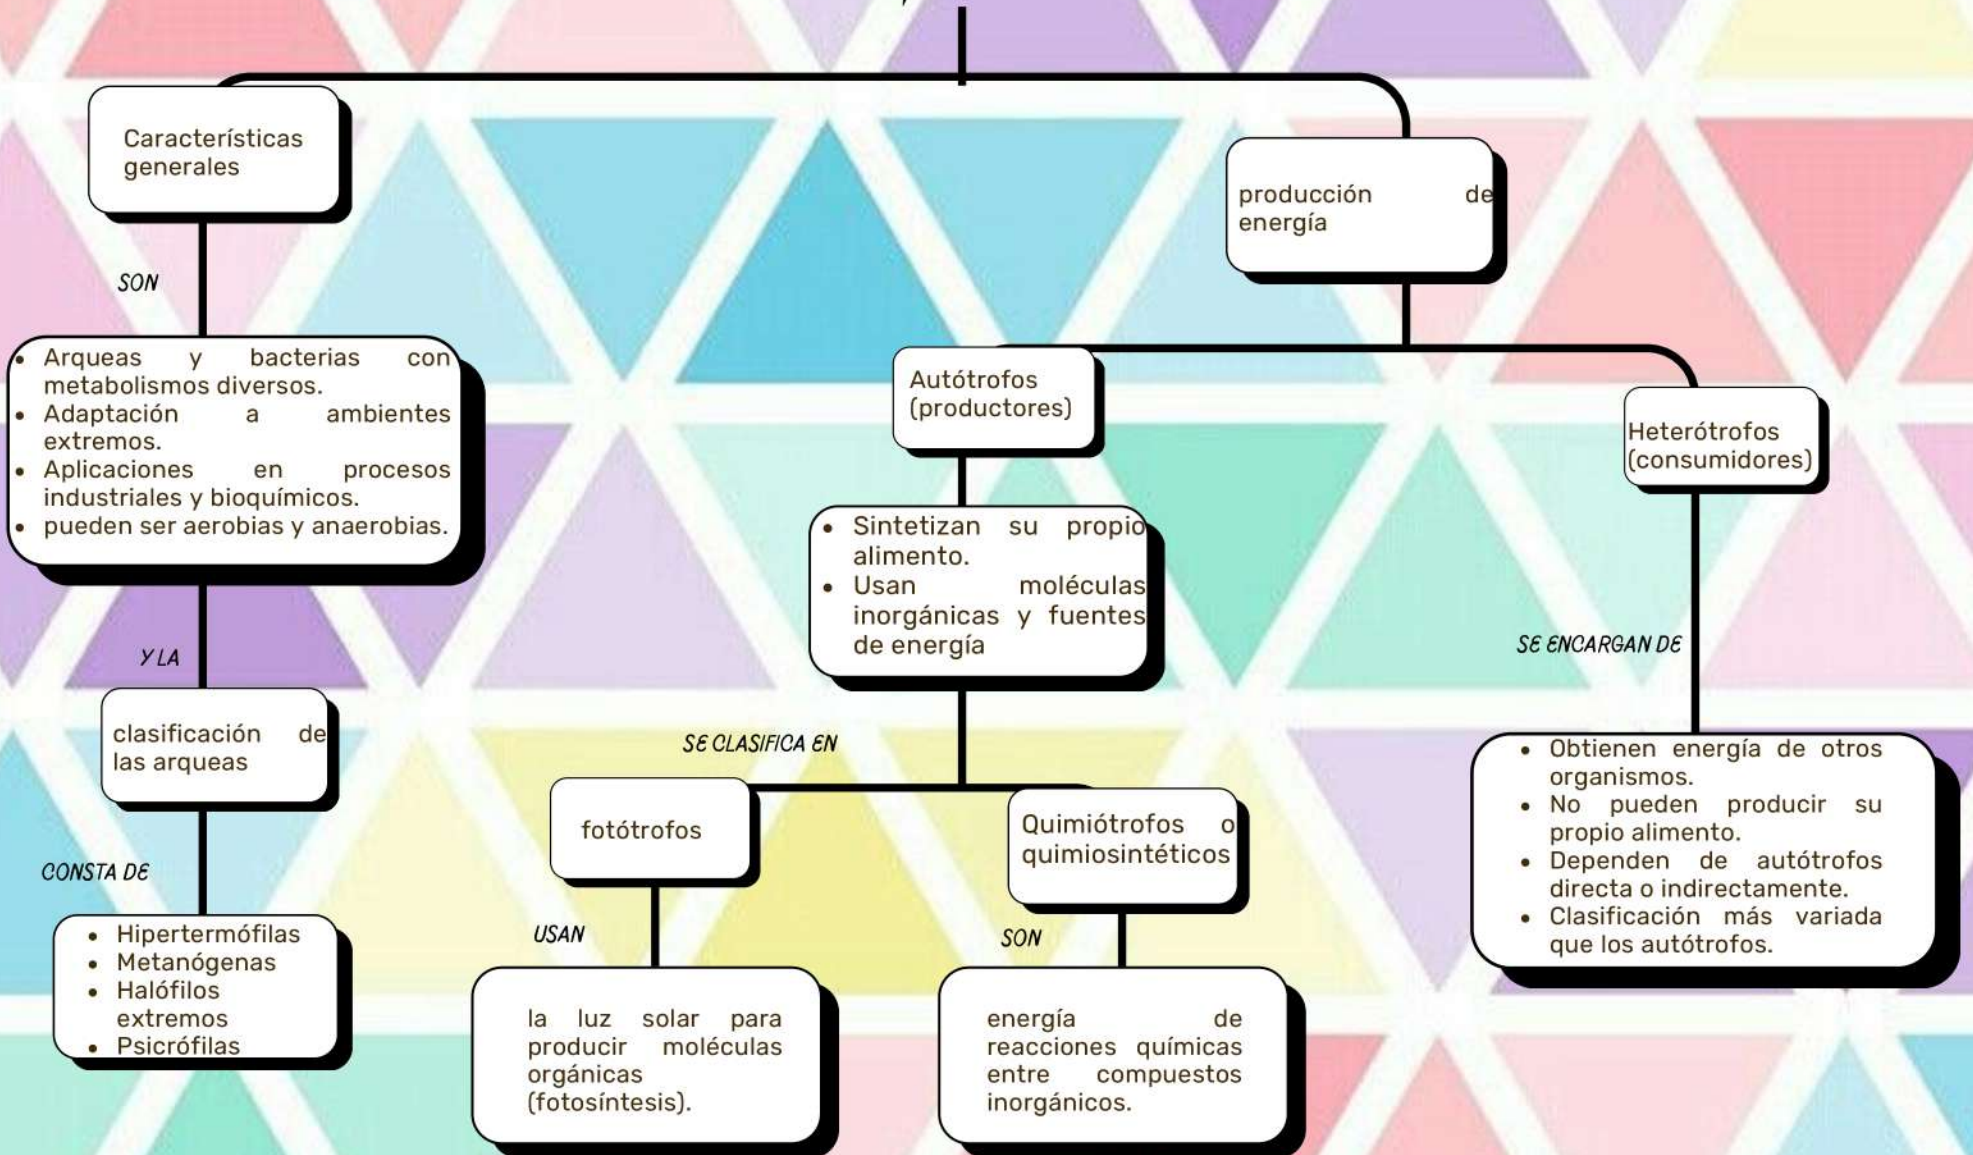 Características
generales
producción de
energía
SON
Arqueas y bacterias con
metabolismos diversos.
Adaptación a ambientes
extremos.
Aplicaciones en procesos
industriales y bioquímicos.
pueden ser aerobias y anaerobias.
Y LA
clasificación de
las arqueas
CONSTA DE
Hipertermófilas
Metanógenas
Halófilos
extremos
Psicrófilas
Autótrofos
(productores)
Sintetizan su propio
alimento.
Usan moléculas
inorgánicas y fuentes
de energía
SE CLASIFICA EN
fotótrofos
USAN
la luz solar para
producir moléculas
orgánicas
(fotosíntesis).
Quimiótrofos o
quimiosintéticos
SON
energía de
reacciones químicas
entre compuestos
inorgánicos.
Heterótrofos
(consumidores)
SE ENCARGAN DE
Obtienen energía de otros
organismos.
No pueden producir su
propio alimento.
Dependen de autótrofos
directa o indirectamente.
Clasificación más variada
que los autótrofos.